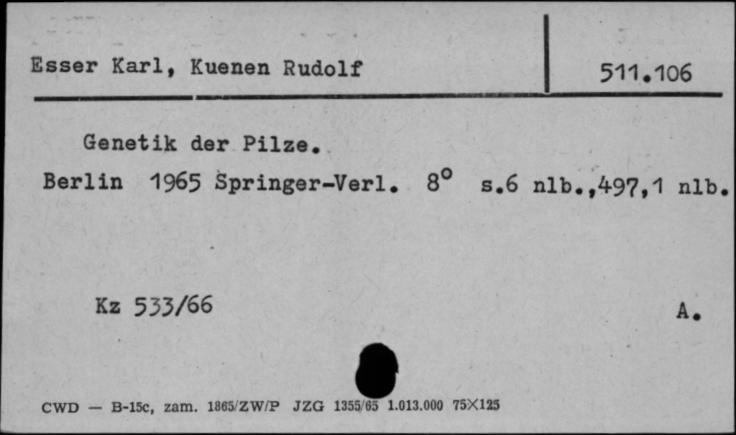 Esser Karl, Kuenen Rudolf 511.106
Genetik der Pilze.
Berlin 1965 Springer-Verl. 8° s.6 nlb.,497,1 nlb.
Kz 533/66 A.
CWD — B-15c, zam. 1865/ZW/P JZG 1355/65 1.013.000 75X125